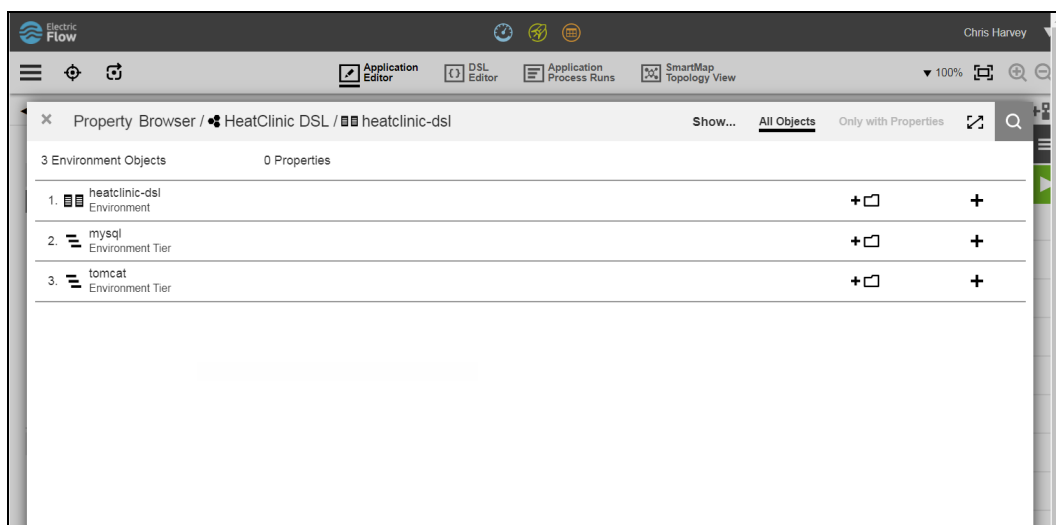 Electric
Flow
Chris Harvey
Application
Editor
DSL
Editor
Application
Process Runs
SmartMap
Topology View
100%
Property Browser / HeatClinic DSL / heatclinic-dsl
Show...
All Objects
Only with Properties
3 Environment Objects
0 Properties
1. heatclinic-dsl
Environment
2. mysql
Environment Tier
3. tomcat
Environment Tier